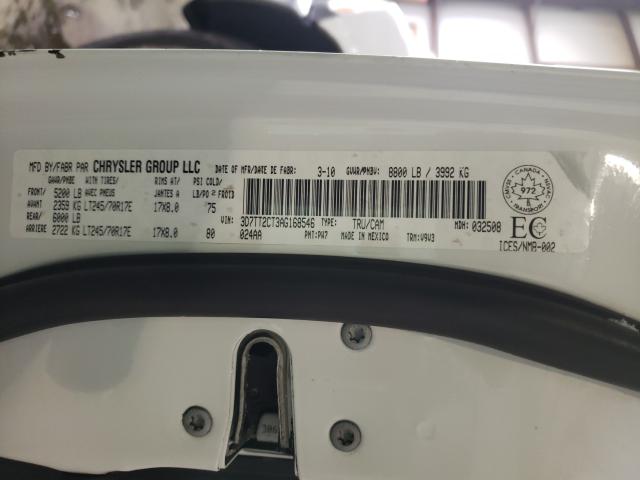 MFD BY/FABR PAR CHRYSLER GROUP LLC DATE OF MFD/DATE DE FABR: 3-10 GVWR/PNBV: 8800 LB / 3992 KG
GAWR/PNBE WITH TIRES/ RIMS AT/ PSI COLD/
FRONT/ 5200 LB AVEC PNEUS JANTES A LB/PO 2 FROID
AVANT 2359 KG LT245/70R17E 17X8.0 75
REAR/ 6000 LB
ARRIERE 2722 KG LT245/70R17E 17X8.0 80
VIN: 3D7TT2CT3AG168546 TYPE: TRU/CAM MDH: 032508
024AA PNT:PW7 MADE IN MEXICO TRM:V9V3
CANADA
972
TRANSPORT
EC
ICES/NMB-002